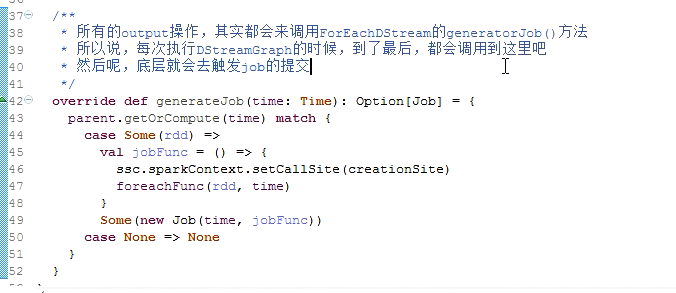 37 /**
38 * 所有的output操作，其实都会来调用ForEachDStream的generatorJob()方法
39 * 所以说，每次执行DStreamGraph的时候，到了最后，都会调用到这里吧
40 * 然后呢，底层就会去触发job的提交
41 */
42 override def generateJob(time: Time): Option[Job] = {
43 parent.getOrCompute(time) match {
44 case Some(rdd) =>
45 val jobFunc = () => {
46 ssc.sparkContext.setCallSite(creationSite)
47 foreachFunc(rdd, time)
48 }
49 Some(new Job(time, jobFunc))
50 case None => None
51 }
52 }